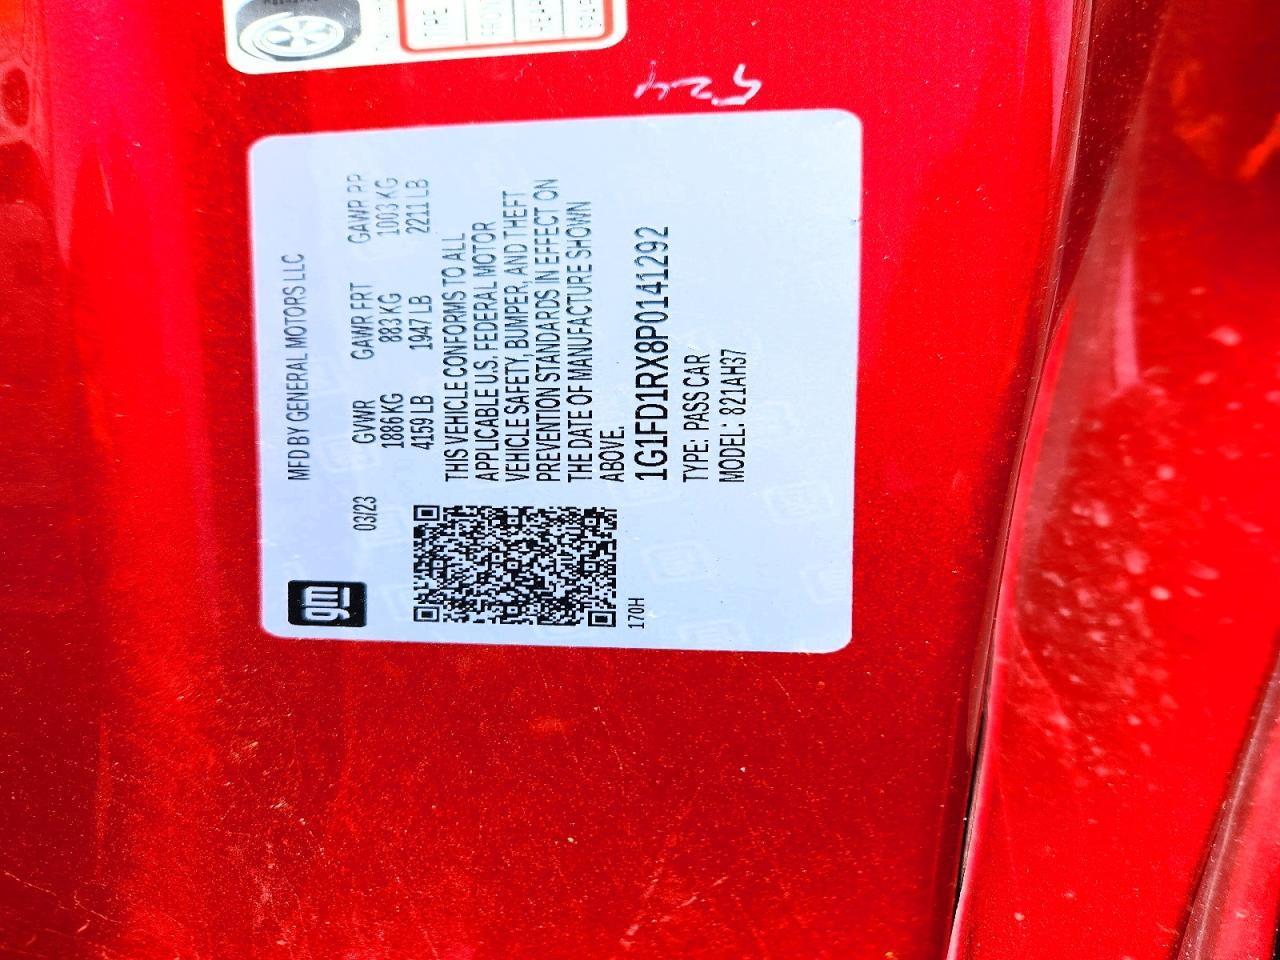 MFD BY GENERAL MOTORS LLC
03/23 GVWR GAWR FRT GAWR RR
1886 KG 883 KG 1003 KG
4159 LB 1947 LB 2211 LB
THIS VEHICLE CONFORMS TO ALL
APPLICABLE U.S. FEDERAL MOTOR
VEHICLE SAFETY, BUMPER, AND THEFT
PREVENTION STANDARDS IN EFFECT ON
THE DATE OF MANUFACTURE SHOWN
ABOVE.
1G1FD1RX8P0141292
TYPE: PASS CAR
MODEL: 821AH37
gm
170H
524